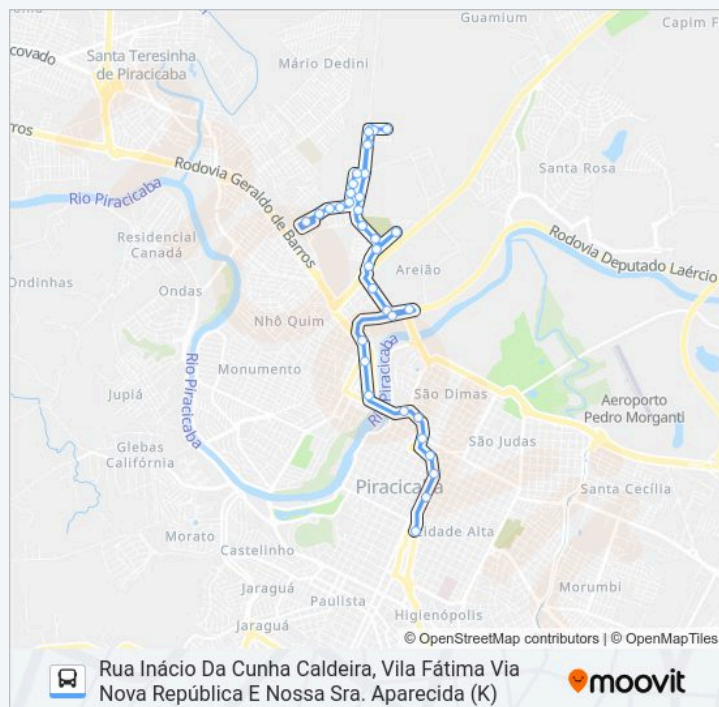 Guamium
Capim F
Santa Teresinha
de Piracicaba
Mário Dedini
covado
rros
Rodovia Geraldo de Barros
Santa Rosa
Rio Piracicaba
Residencial
Canadá
Rodovia Deputado Laércio
Areião
Ondinhas
Ondas
Nhô Quim
Rio Piracicaba
Rio Piracicaba
Monumento
São Dimas
Aeroporto
Pedro Morganti
Jupiá
Rio Piracicaba
São Judas
Glebas
Califórnia
Piracicaba
Santa Cecília
Cidade Alta
Morato
Castelinho
Jaraguá
Morumbi
Paulista
Higienópolis
Jaraguá
© OpenStreetMap contributors | © OpenMapTiles
Rua Inácio Da Cunha Caldeira, Vila Fátima Via
Nova República E Nossa Sra. Aparecida (K)
moovit